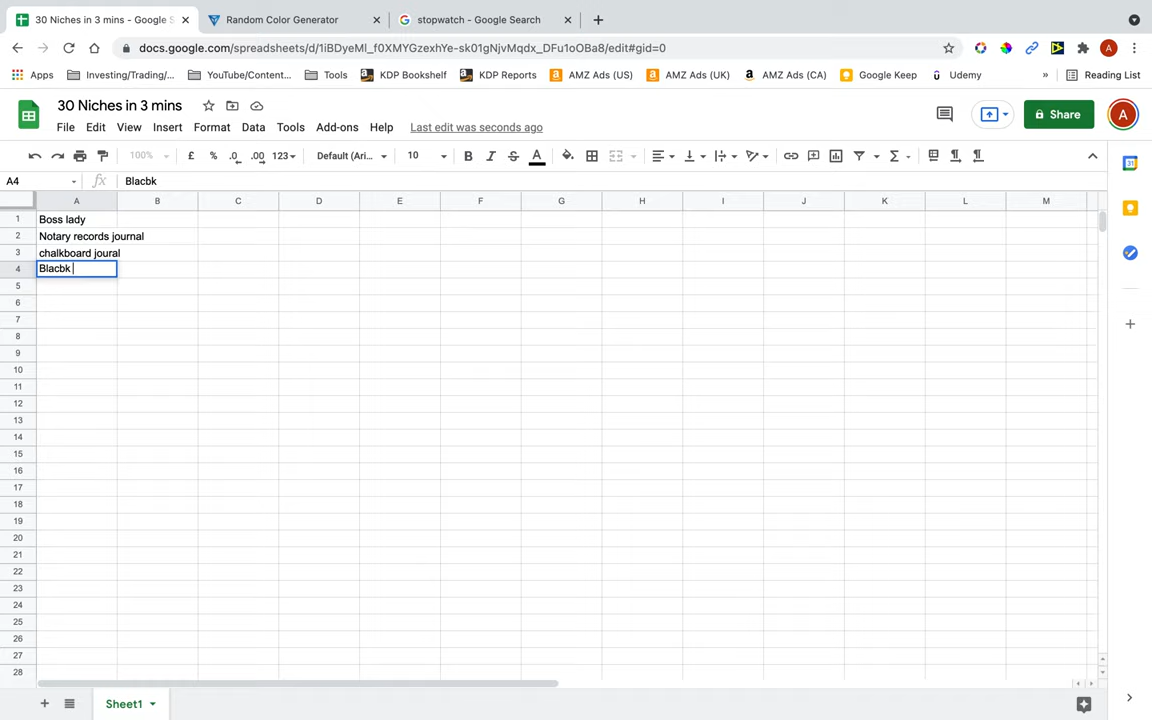 30 Niches in 3 mins - Google S
Random Color Generator
stopwatch - Google Search
docs.google.com/spreadsheets/d/1iBDyeMl_f0XMYGzexhYe-sk01gNjvMqdx_DFu1oOBa8/edit#gid=0
A
Apps Investing/Trading/... YouTube/Content... Tools KDP Bookshelf KDP Reports AMZ Ads (US) AMZ Ads (UK) AMZ Ads (CA) Google Keep Udemy » Reading List
30 Niches in 3 mins
Share
A
File Edit View Insert Format Data Tools Add-ons Help Last edit was seconds ago
100% £ % .0 .00 123 Default (Ari... 10 B I S A Σ
A4 fx Blacbk
A B C D E F G H I J K L M
1 Boss lady
2 Notary records journal
3 chalkboard joural
4 Blacbk
5
6
7
8
9
10
11
12
13
14
15
16
17
18
19
20
21
22
23
24
25
26
27
28
Sheet1
31